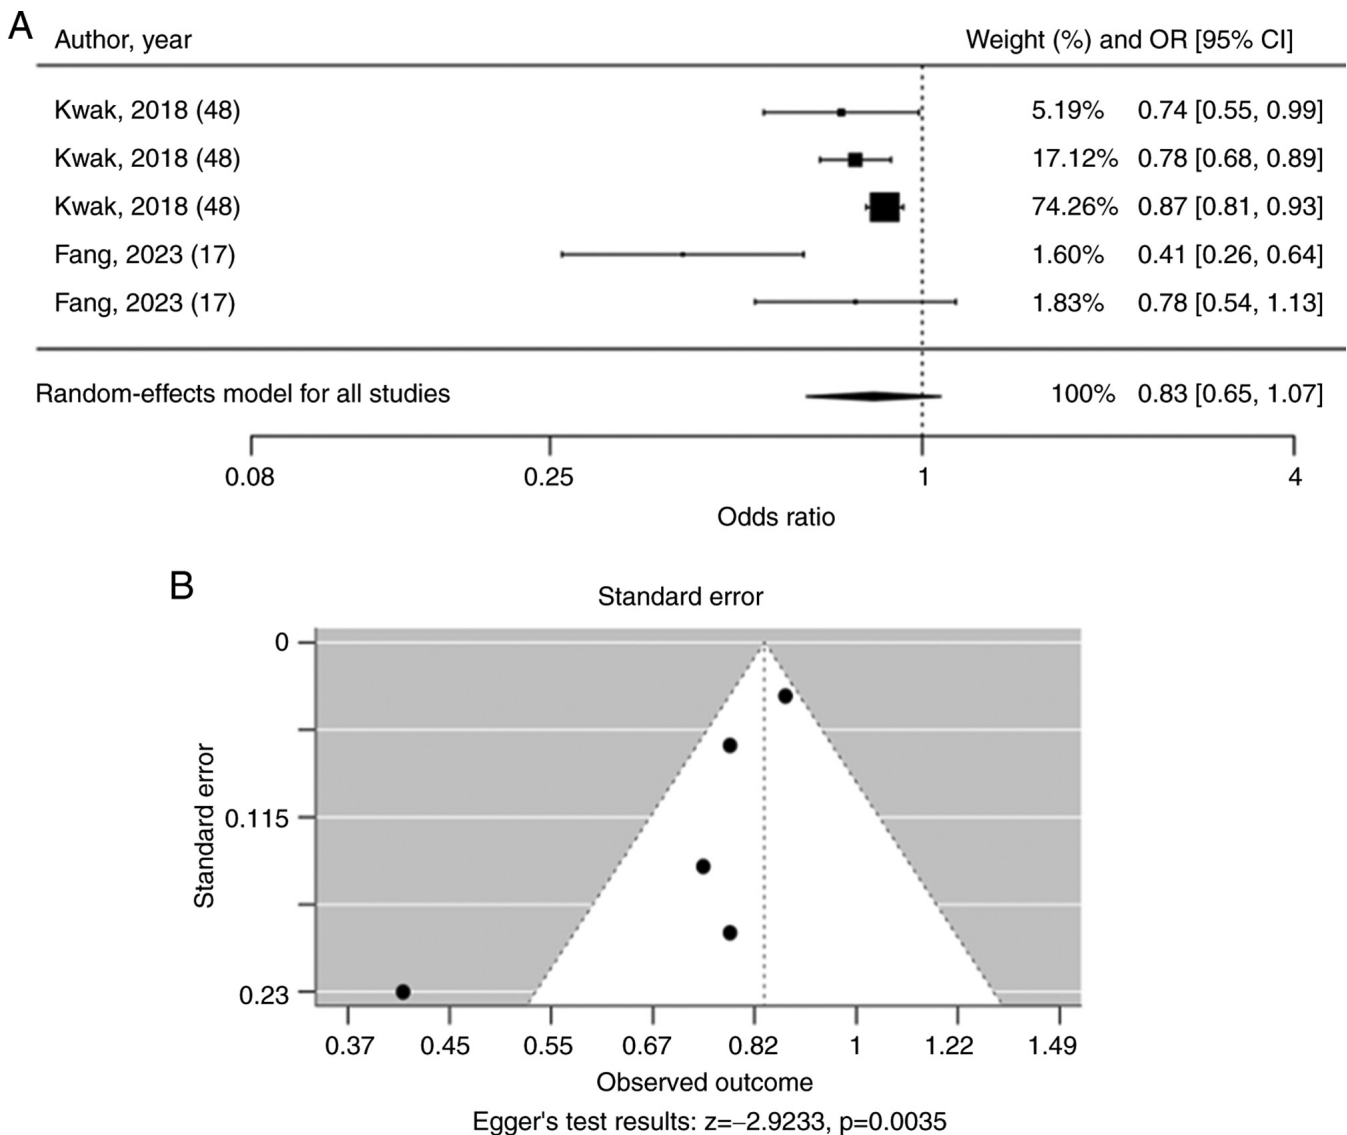 A
Author, year Weight (%) and OR [95% CI]
Kwak, 2018 (48) 5.19% 0.74 [0.55, 0.99]
Kwak, 2018 (48) 17.12% 0.78 [0.68, 0.89]
Kwak, 2018 (48) 74.26% 0.87 [0.81, 0.93]
Fang, 2023 (17) 1.60% 0.41 [0.26, 0.64]
Fang, 2023 (17) 1.83% 0.78 [0.54, 1.13]
Random-effects model for all studies 100% 0.83 [0.65, 1.07]
0.08 0.25 1 4
Odds ratio
B
Standard error
Standard error
0
0.115
0.23
0.37 0.45 0.55 0.67 0.82 1 1.22 1.49
Observed outcome
Egger's test results: z=−2.9233, p=0.0035